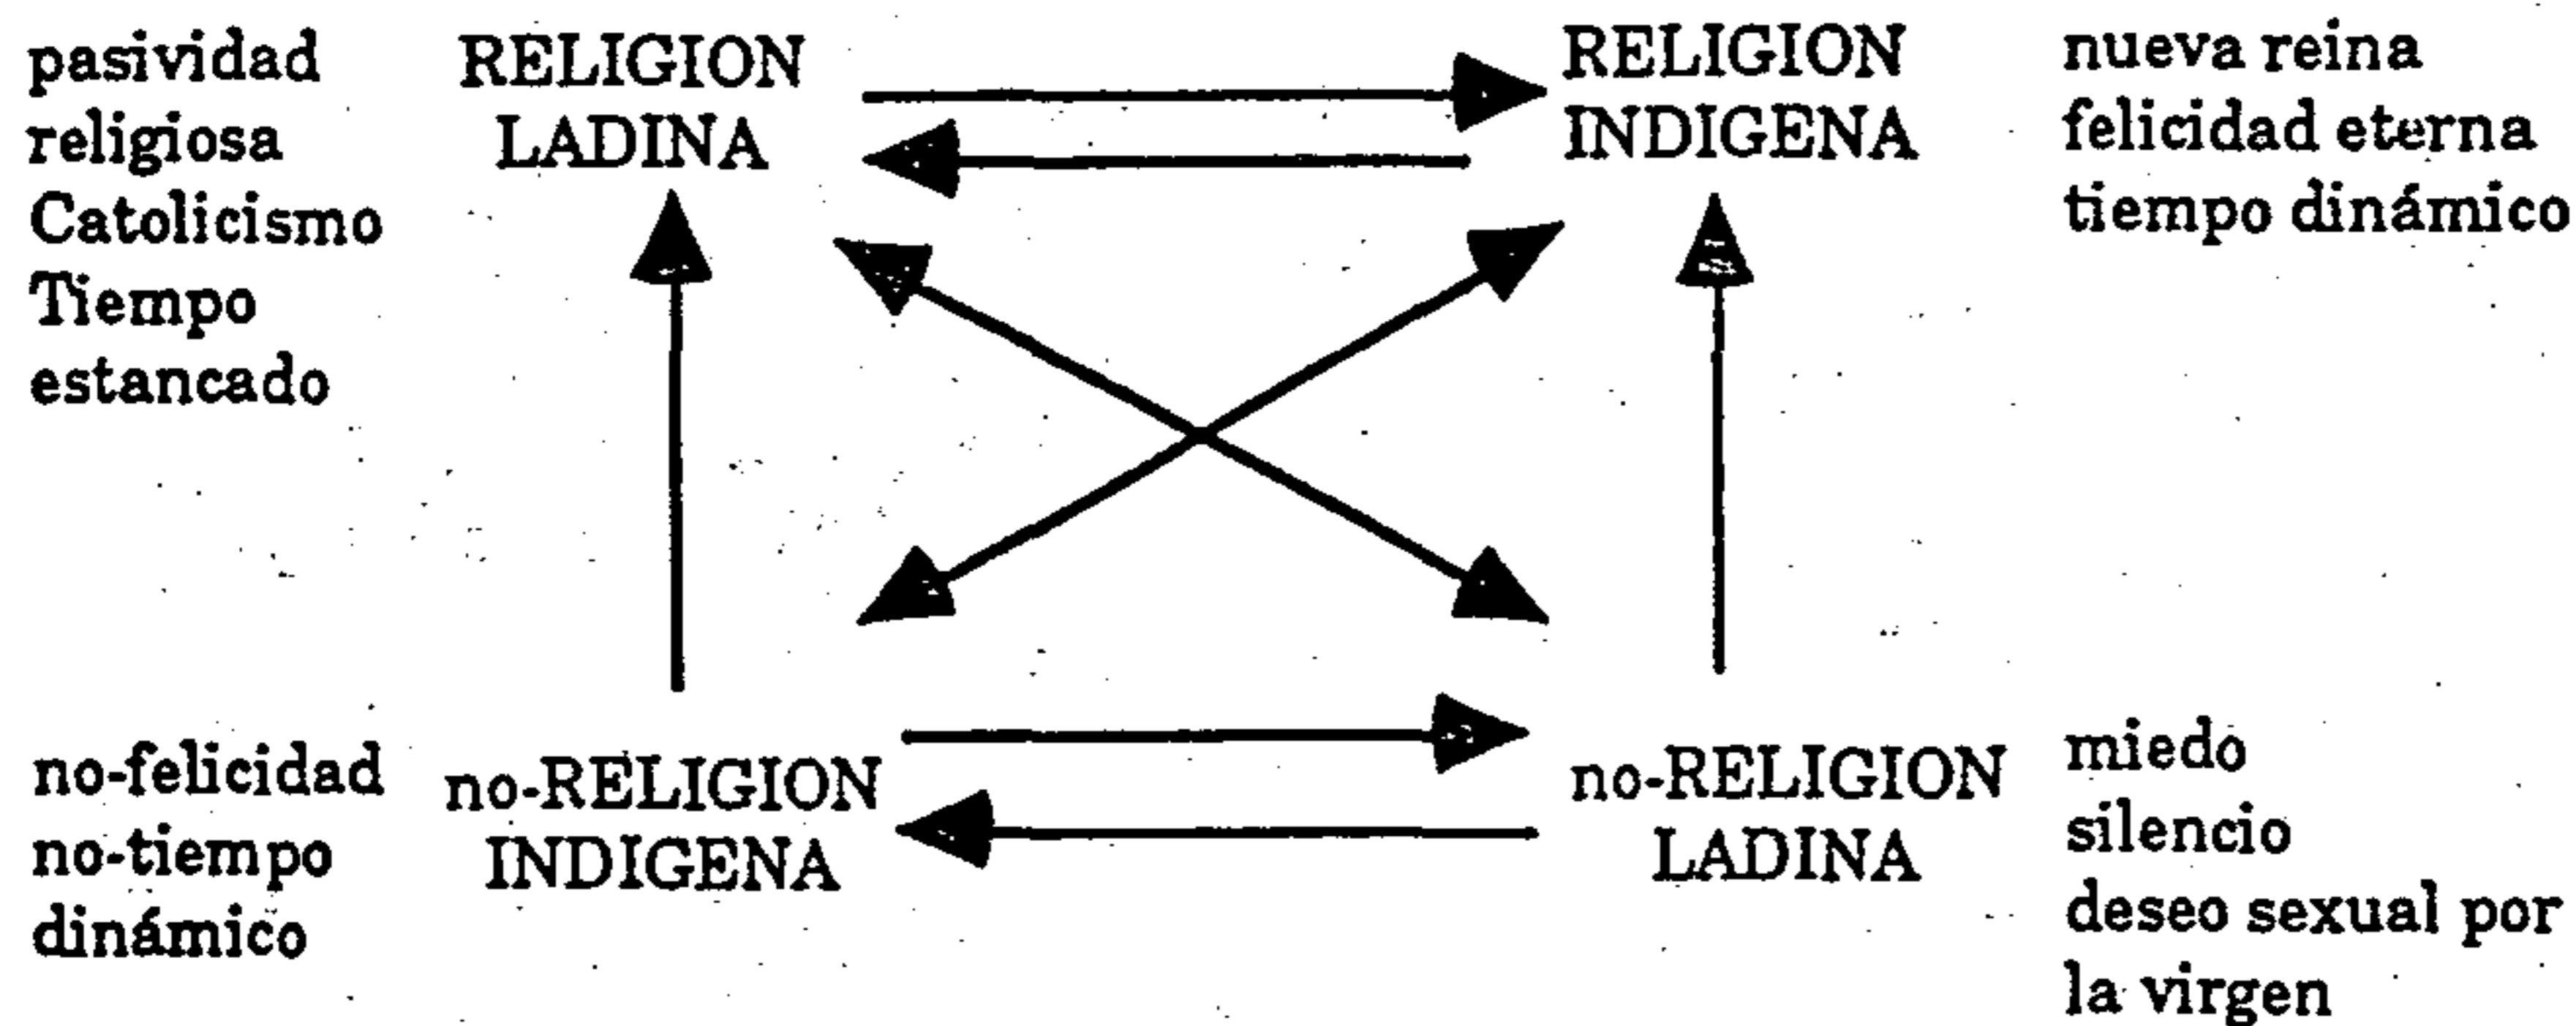 pasividad
religiosa
Catolicismo
Tiempo
estancado
RELIGION
LADINA
RELIGION
INDIGENA
nueva reina
felicidad eterna
tiempo dinámico
no-felicidad
no-tiempo
dinámico
no-RELIGION
INDIGENA
no-RELIGION
LADINA
miedo
silencio
deseo sexual por
la virgen